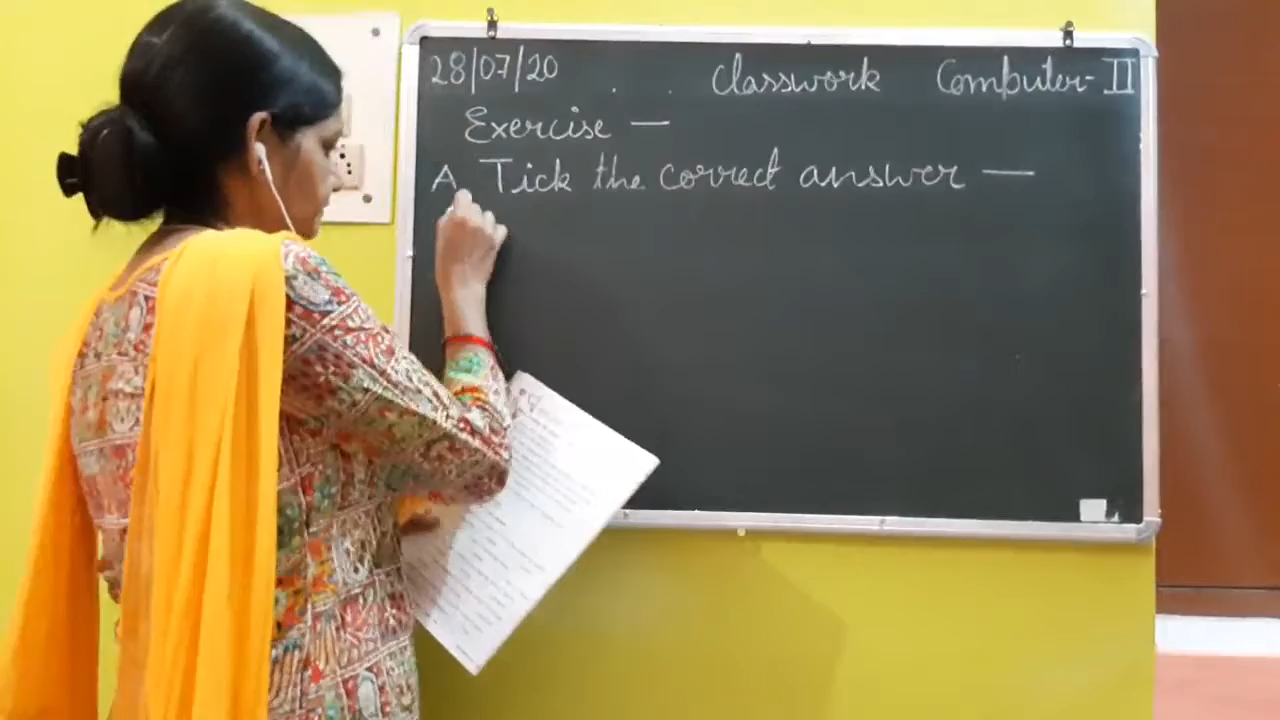 28/07/20 Classwork Computer-II
Exercise —
A. Tick the correct answer —